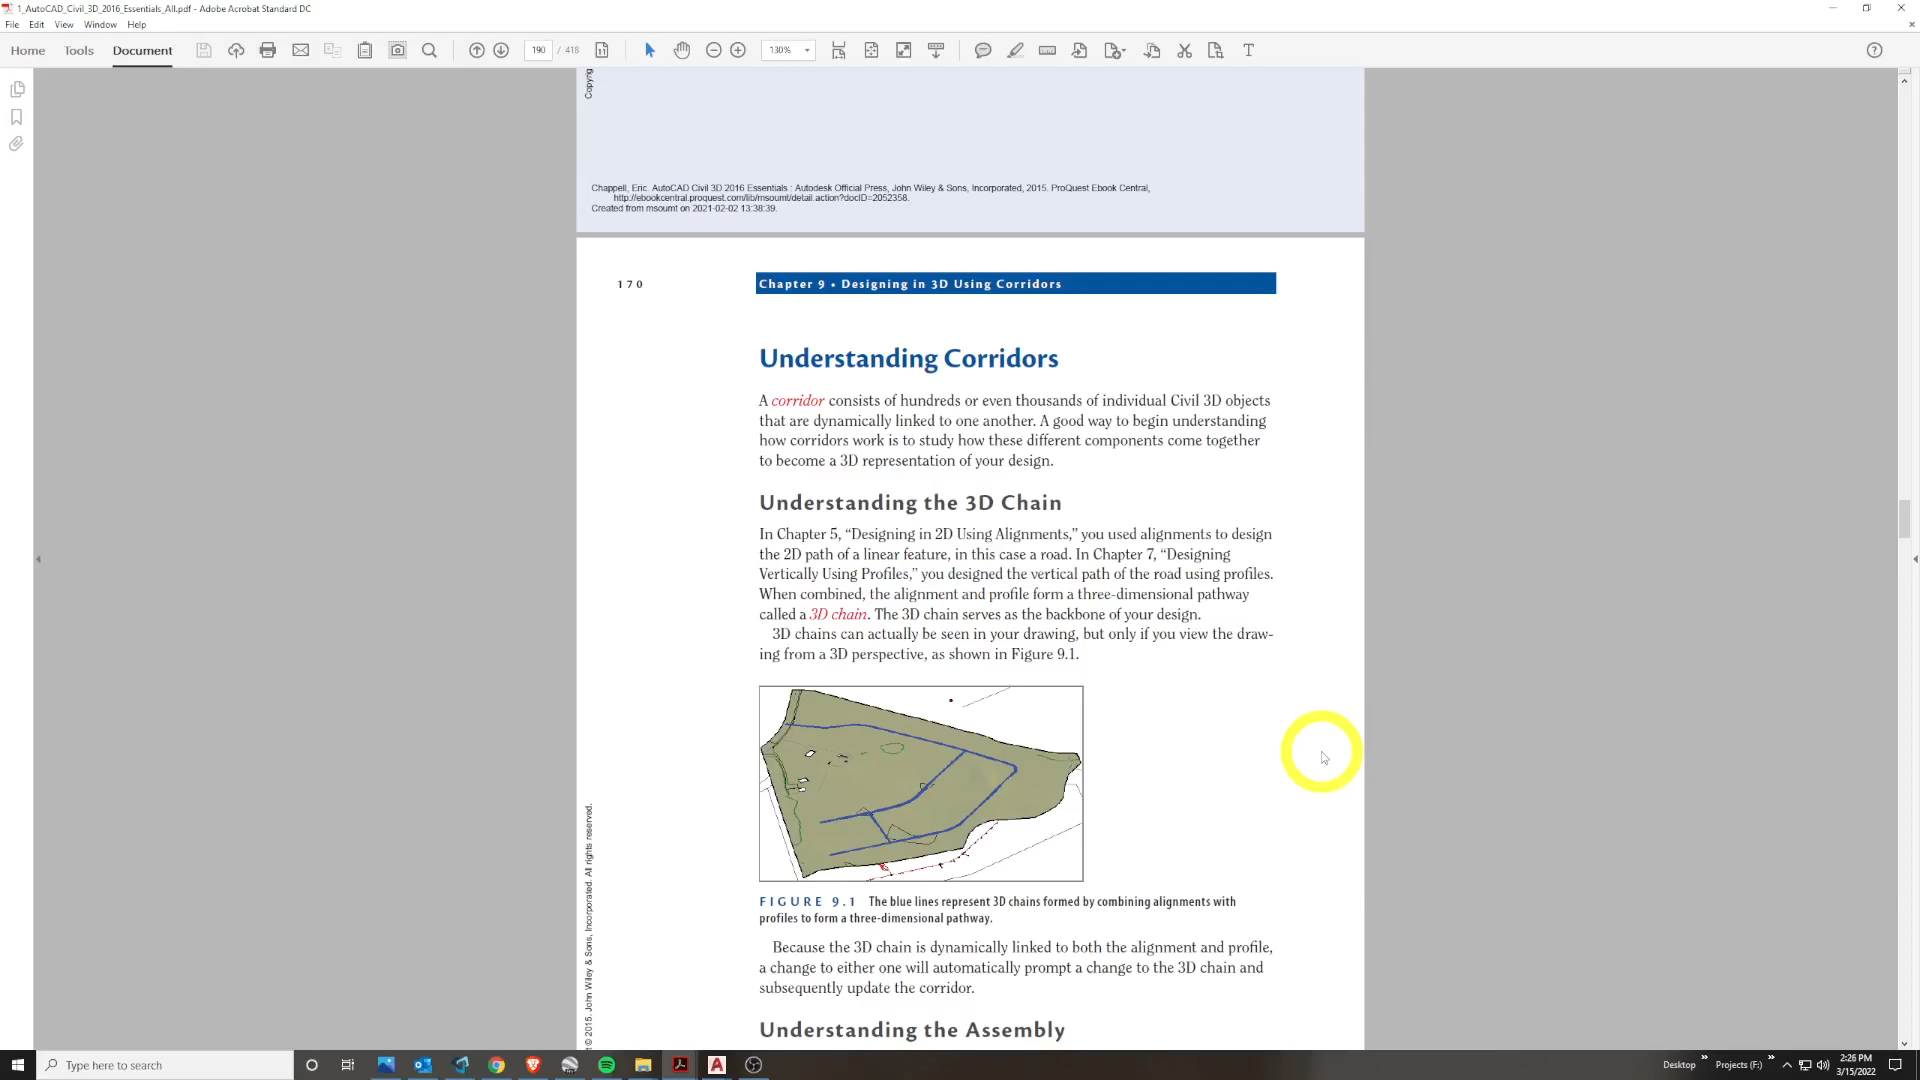 1_AutoCAD_Civil_3D_2016_Essentials_All.pdf - Adobe Acrobat Standard DC
File Edit View Window Help
Home Tools Document 190 / 418 130%
Copyrig
Chappell, Eric. AutoCAD Civil 3D 2016 Essentials : Autodesk Official Press, John Wiley & Sons, Incorporated, 2015. ProQuest Ebook Central,
http://ebookcentral.proquest.com/lib/msoumt/detail.action?docID=2052358.
Created from msoumt on 2021-02-02 13:38:39.
170 Chapter 9 • Designing in 3D Using Corridors
Understanding Corridors
A corridor consists of hundreds or even thousands of individual Civil 3D objects
that are dynamically linked to one another. A good way to begin understanding
how corridors work is to study how these different components come together
to become a 3D representation of your design.
Understanding the 3D Chain
In Chapter 5, “Designing in 2D Using Alignments,” you used alignments to design
the 2D path of a linear feature, in this case a road. In Chapter 7, “Designing
Vertically Using Profiles,” you designed the vertical path of the road using profiles.
When combined, the alignment and profile form a three-dimensional pathway
called a 3D chain. The 3D chain serves as the backbone of your design.
3D chains can actually be seen in your drawing, but only if you view the draw-
ing from a 3D perspective, as shown in Figure 9.1.
FIGURE 9.1 The blue lines represent 3D chains formed by combining alignments with
profiles to form a three-dimensional pathway.
Because the 3D chain is dynamically linked to both the alignment and profile,
a change to either one will automatically prompt a change to the 3D chain and
subsequently update the corridor.
Understanding the Assembly
t © 2015. John Wiley & Sons, Incorporated. All rights reserved.
Type here to search
Desktop Projects (F:) 2:26 PM
3/15/2022